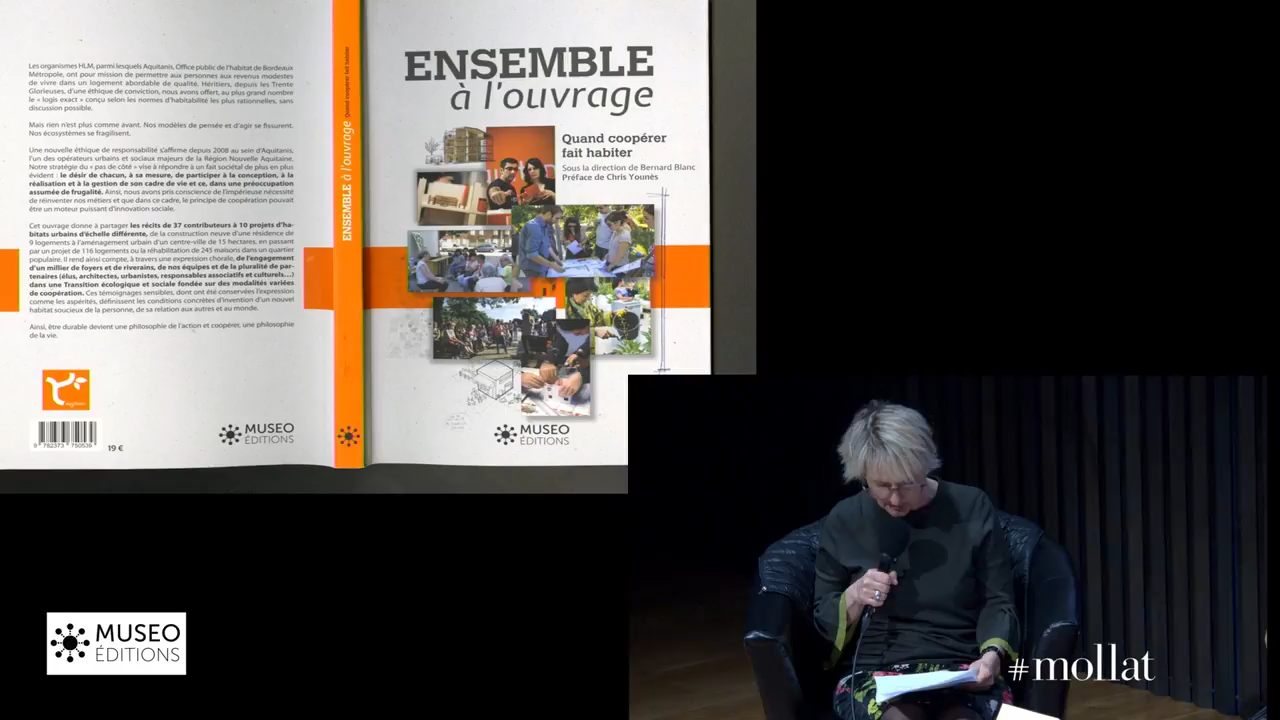 Les organismes HLM, parmi lesquels Aquitanis, Office public de l'habitat de Bordeaux
Métropole, ont pour mission de permettre aux personnes aux revenus modestes
de vivre dans un logement abordable de qualité. Héritiers, depuis les Trente
Glorieuses, d'une éthique de conviction, nous avons offert, au plus grand nombre
le « logis exact » conçu selon les normes d'habitabilité les plus rationnelles, sans
discussion possible.
Mais rien n'est plus comme avant. Nos modèles de pensée et d'agir se fissurent.
Nos écosystèmes se fragilisent.
Une nouvelle éthique de responsabilité s'affirme depuis 2008 au sein d'Aquitanis,
l'un des opérateurs urbains et sociaux majeurs de la Région Nouvelle Aquitaine.
Notre stratégie du « pas de côté » vise à répondre à un fait sociétal de plus en plus
évident : le désir de chacun, à sa mesure, de participer à la conception, à la
réalisation et à la gestion de son cadre de vie et ce, dans une préoccupation
assumée de frugalité. Ainsi, nous avons pris conscience de l'impérieuse nécessité
de réinventer nos métiers et que dans ce cadre, le principe de coopération pouvait
être un moteur puissant d'innovation sociale.
Cet ouvrage donne à partager les récits de 37 contributeurs à 10 projets d'ha-
bitats urbains d'échelle différente, de la construction neuve d'une résidence de
9 logements à l'aménagement urbain d'un centre-ville de 15 hectares, en passant
par un projet de 116 logements ou la réhabilitation de 245 maisons dans un quartier
populaire. Il rend ainsi compte, à travers une expression chorale, de l'engagement
d'un millier de foyers et de riverains, de nos équipes et de la pluralité de par-
tenaires (élus, architectes, urbanistes, responsables associatifs et culturels...)
dans une Transition écologique et sociale fondée sur des modalités variées
de coopération. Ces témoignages sensibles, dont ont été conservées l'expression
comme les aspérités, définissent les conditions concrètes d'invention d'un nouvel
habitat soucieux de la personne, de sa relation aux autres et au monde.
Ainsi, être durable devient une philosophie de l'action et coopérer, une philosophie
de la vie.
9 782373 750539
19 €
MUSEO
ÉDITIONS
ENSEMBLE à l'ouvrage Quand coopérer fait habiter
ENSEMBLE
à l'ouvrage
Quand coopérer
fait habiter
Sous la direction de Bernard Blanc
Préface de Chris Younès
MUSEO
ÉDITIONS
MUSEO
ÉDITIONS
#mollat